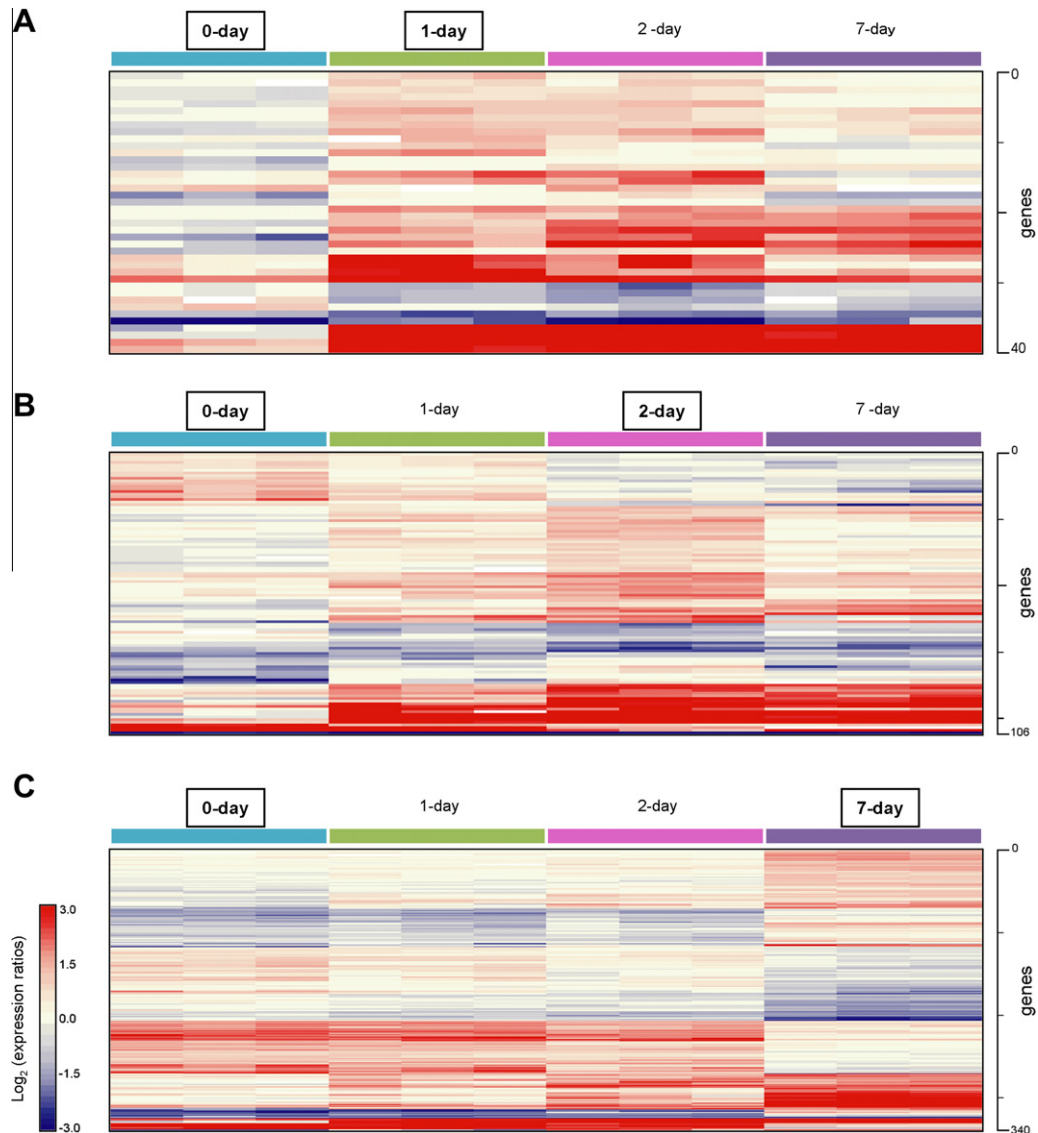 A
0-day 1-day 2 -day 7-day
0
genes
40
B
0-day 1-day 2-day 7 -day
0
genes
106
C
0-day 1-day 2-day 7-day
0
genes
340
Log2 (expression ratios)
3.0
1.5
0.0
-1.5
-3.0